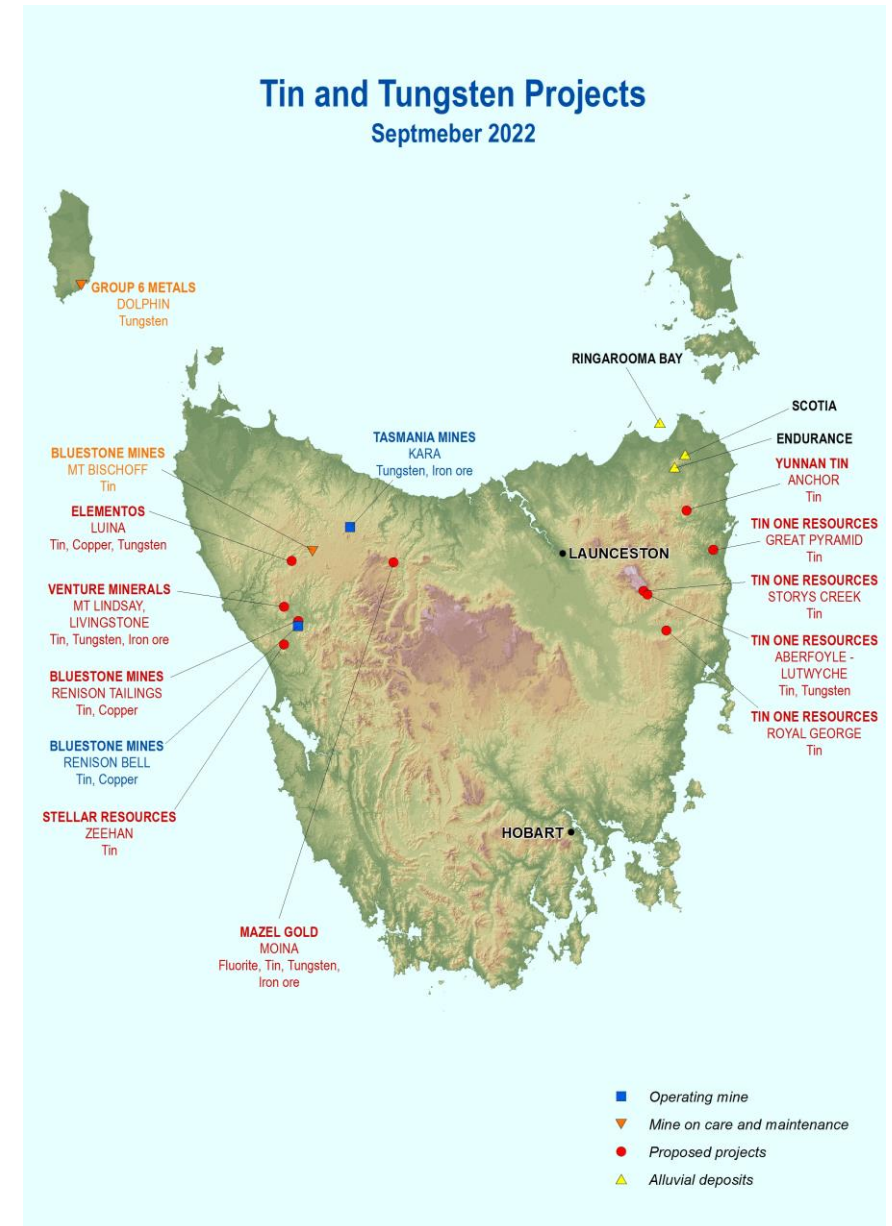 Tin and Tungsten Projects
Septmeber 2022
GROUP 6 METALS
DOLPHIN
Tungsten
RINGAROOMA BAY
SCOTIA
ENDURANCE
TASMANIA MINES
KARA
Tungsten, Iron ore
BLUESTONE MINES
MT BISCHOFF
Tin
YUNNAN TIN
ANCHOR
Tin
ELEMENTOS
LUINA
Tin, Copper, Tungsten
TIN ONE RESOURCES
GREAT PYRAMID
Tin
LAUNCESTON
VENTURE MINERALS
MT LINDSAY,
LIVINGSTONE
Tin, Tungsten, Iron ore
TIN ONE RESOURCES
STORYS CREEK
Tin
TIN ONE RESOURCES
ABERFOYLE -
LUTWYCHE
Tin, Tungsten
BLUESTONE MINES
RENISON TAILINGS
Tin, Copper
TIN ONE RESOURCES
ROYAL GEORGE
Tin
BLUESTONE MINES
RENISON BELL
Tin, Copper
STELLAR RESOURCES
ZEEHAN
Tin
HOBART
MAZEL GOLD
MOINA
Fluorite, Tin, Tungsten,
Iron ore
Operating mine
Mine on care and maintenance
Proposed projects
Alluvial deposits